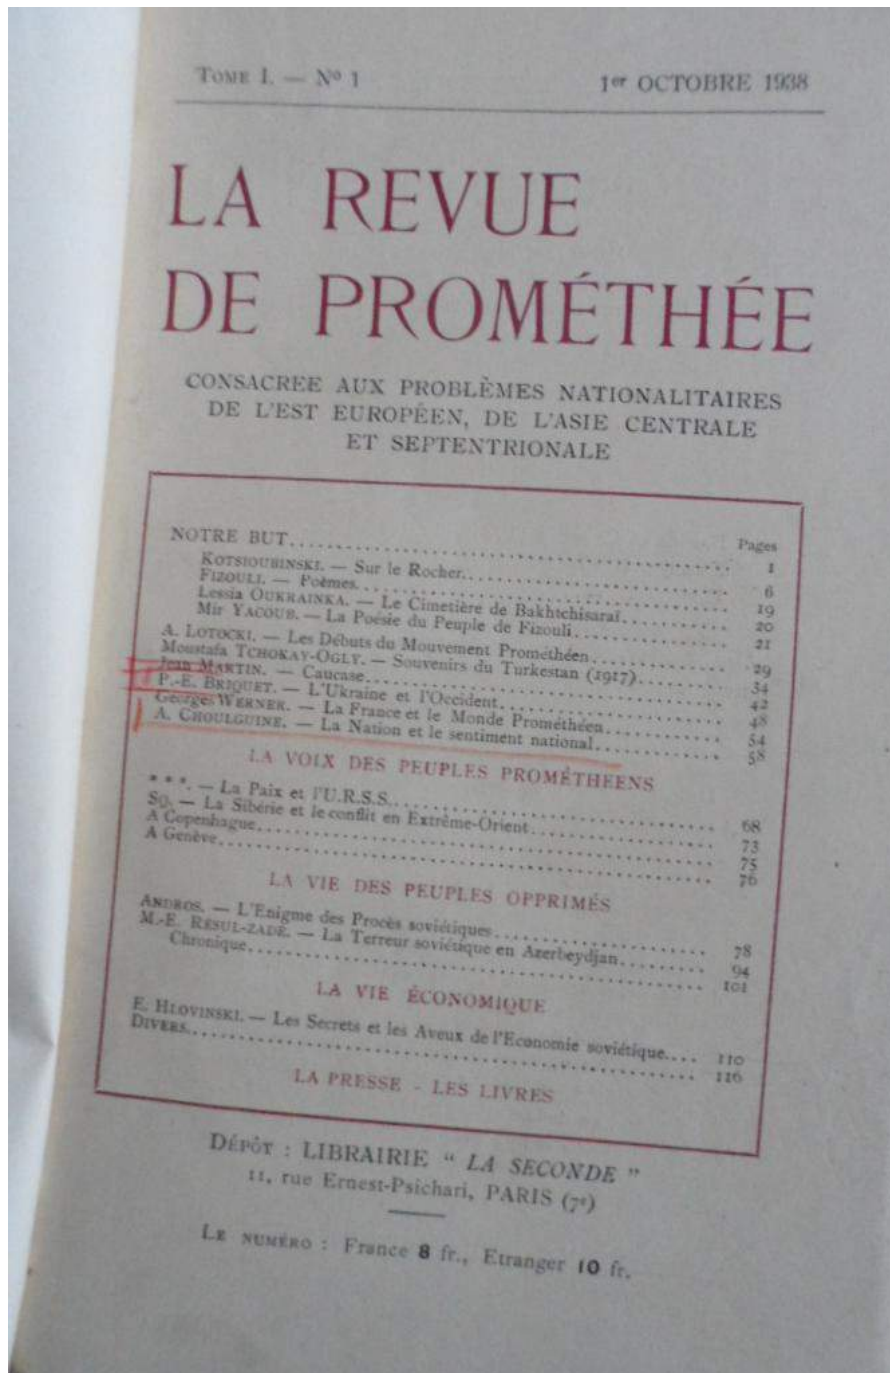 TOME I. — No 1 1er OCTOBRE 1938
LA REVUE
DE PROMÉTHÉE
CONSACREE AUX PROBLÈMES NATIONALITAIRES
DE L'EST EUROPÉEN, DE L'ASIE CENTRALE
ET SEPTENTRIONALE
Pages
NOTRE BUT.................... 1
KOTSIOUBINSKI. — Sur le Rocher.................... 6
FIZOULI. — Poèmes.................... 19
Lessia OUKRAINKA. — Le Cimetière de Bakhtchisaraï.................... 20
Mir YACOUB. — La Poésie du Peuple de Fizouli.................... 21
A. LOTOCKI. — Les Débuts du Mouvement Prométhéen.................... 29
Moustafa TCHOKAY-OGLY. — Souvenirs du Turkestan (1917).................... 34
Jean MARTIN. — Caucase.................... 42
P.-E. BRIQUET. — L'Ukraine et l'Occident.................... 48
Georges WERNER. — La France et le Monde Prométhéen.................... 54
A. CHOULGUINE. — La Nation et le sentiment national.................... 58
LA VOIX DES PEUPLES PROMÉTHEENS
* * *. — La Paix et l'U.R.S.S.................... 68
SQ. — La Sibérie et le conflit en Extrême-Orient.................... 73
A Copenhague.................... 75
A Genève.................... 76
LA VIE DES PEUPLES OPPRIMÉS
ANDROS. — L'Enigme des Procès soviétiques.................... 78
M.-E. RESUL-ZADÉ. — La Terreur soviétique en Azerbeydjan.................... 94
Chronique.................... 101
LA VIE ÉCONOMIQUE
E. HLOVINSKI. — Les Secrets et les Aveux de l'Economie soviétique.... 110
DIVERS.................... 116
LA PRESSE - LES LIVRES
DÉPÔT : LIBRAIRIE " LA SECONDE "
11, rue Ernest-Psichari, PARIS (7e)
LE NUMÉRO : France 8 fr., Etranger 10 fr.